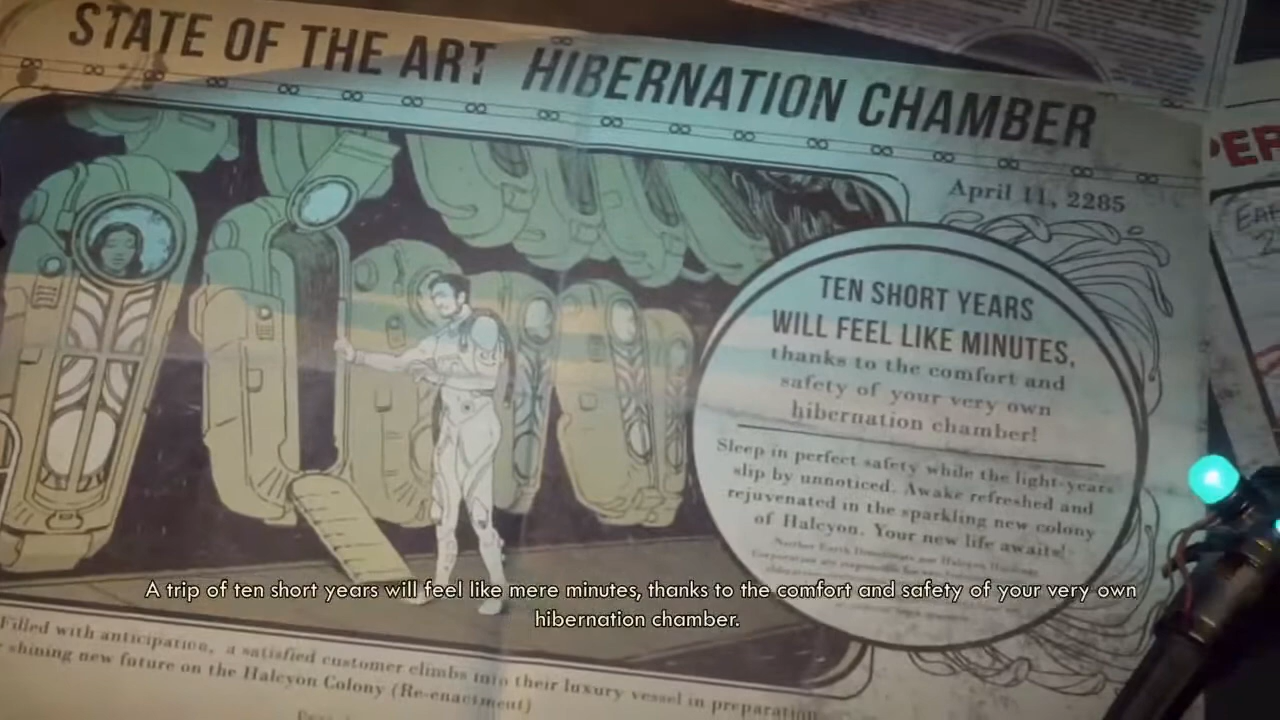 STATE OF THE ART HIBERNATION CHAMBER
April 11, 2285
TEN SHORT YEARS
WILL FEEL LIKE MINUTES,
thanks to the comfort and
safety of your very own
hibernation chamber!
Sleep in perfect safety while the light-years
slip by unnoticed. Awake refreshed and
rejuvenated in the sparkling new colony
of Halcyon. Your new life awaits!
A trip of ten short years will feel like mere minutes, thanks to the comfort and safety of your very own
hibernation chamber.
Filled with anticipation, a satisfied customer climbs into their luxury vessel in preparation
shining new future on the Halcyon Colony (Re-enactment)